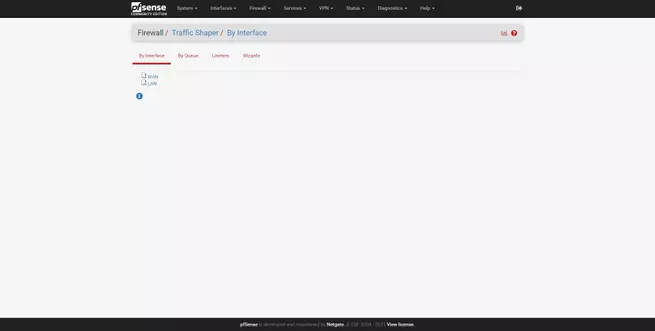 pfSense
COMMUNITY EDITION
System
Interfaces
Firewall
Services
VPN
Status
Diagnostics
Help
Firewall / Traffic Shaper / By Interface
By Interface
By Queue
Limiters
Wizards
WAN
LAN
pfSense is developed and maintained by Netgate. © ESF 2004 - 2021 View license.